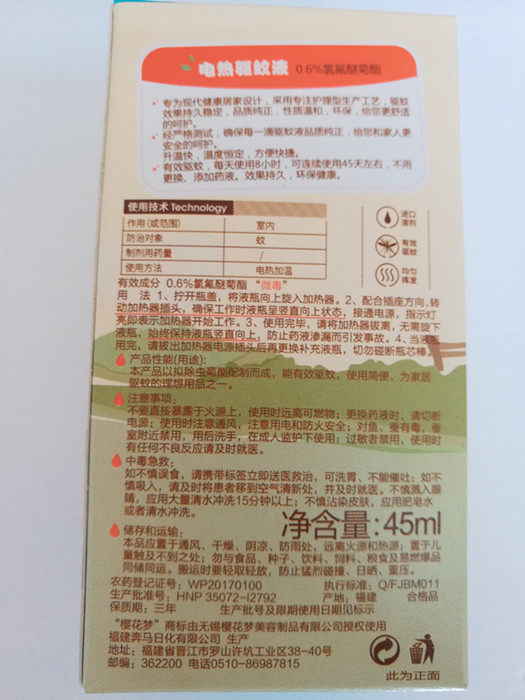 电热驱蚊液 0.6%氯氟醚菊酯
专为现代健康居家设计，采用专注护理型生产工艺，驱蚊
效果持久稳定，品质纯正，性质温和，环保，给您更舒适
的呵护。
经严格测试，确保每一滴驱蚊液品质纯正，给您和家人更
安全的呵护。
升温快，温度恒定，方便快捷。
有效驱蚊，每天使用8小时，可连续使用45天左右，不用
更换、添加药液。效果持久，环保健康。
使用技术 Technology
作用(或范围) 室内
防治对象 蚊
制剂用药量 /
使用方法 电热加温
进口
溶剂
有效
驱蚊
均匀
挥发
有效成分 0.6%氯氟醚菊酯 “微毒”
用 法 1、拧开瓶盖，将液瓶向上旋入加热器。2、配合插座方向,转
动加热器插头，确保工作时液瓶呈竖直向上状态，接通电源，指示灯
亮即表示加热器开始工作。3、使用完毕，请将加热器拔离，无需旋下
液瓶，始终保持液瓶竖直向上，防止药液渗漏而引发事故。4、当液瓶
用完，请拔出加热器电源插头后再更换补充液瓶，切勿碰断瓶芯棒。
产品性能(用途):
本产品以拟除虫菊酯配制而成，能有效驱蚊，使用简便，为家居
驱蚊的理想用品之一。
注意事项:
不要直接暴露于火源上，使用时远离可燃物；更换药液时，请切断
电源；使用时注意通风，注意用电和防火安全；对鱼、蚕有毒、蚕
室附近禁用，用后洗手，在成人监护下使用；过敏者禁用，使用时
有任何不良反应请及时就医。
中毒急救:
如不慎误食，请携带标签立即送医救治，可洗胃、不能催吐；如不
慎吸入，请及时将患者移到空气清新处，并及时就医。不慎溅入眼
睛，应用大量清水冲洗15分钟以上；不慎沾染皮肤，应用肥皂水
或者清水冲洗。
净含量: 45ml
储存和运输:
本品应置于通风、干燥、阴凉、防雨处，远离火源和热源；置于儿
童触及不到之处；勿与食品、种子、饮料、饲料、粮食及易燃爆品
同储同运。搬运时要轻取轻放，防止猛烈碰撞、日晒、重压。
农药登记证号: WP20170100 执行标准: Q/FJBM011
生产批准号: HNP 35072-I2792 产地: 福建 合格品
保质期: 三年 生产批号及限期使用日期见标示
“樱花梦”商标由无锡樱花梦美容制品有限公司授权使用
福建奔马日化有限公司 生产
地址: 福建省晋江市罗山许坑工业区38-40号
邮编: 362200 电话0510-86987815
此为正面